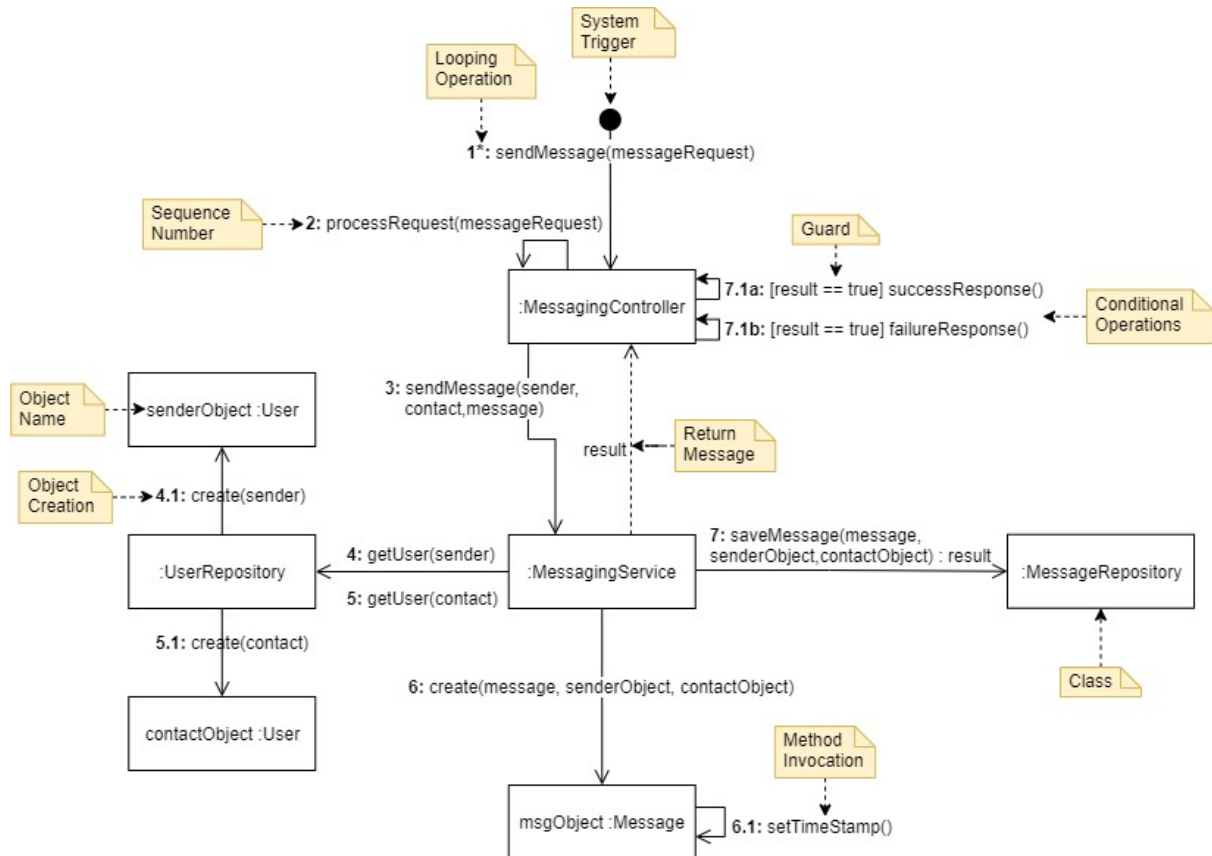 System
Trigger
Looping
Operation
1*: sendMessage(messageRequest)
Sequence
Number
2: processRequest(messageRequest)
Guard
:MessagingController
7.1a: [result == true] successResponse()
7.1b: [result == true] failureResponse()
Conditional
Operations
3: sendMessage(sender,
contact,message)
Object
Name
senderObject :User
result
Return
Message
Object
Creation
4.1: create(sender)
:UserRepository
4: getUser(sender)
5: getUser(contact)
:MessagingService
7: saveMessage(message,
senderObject,contactObject) : result
:MessageRepository
5.1: create(contact)
6: create(message, senderObject, contactObject)
Class
contactObject :User
Method
Invocation
msgObject :Message
6.1: setTimeStamp()